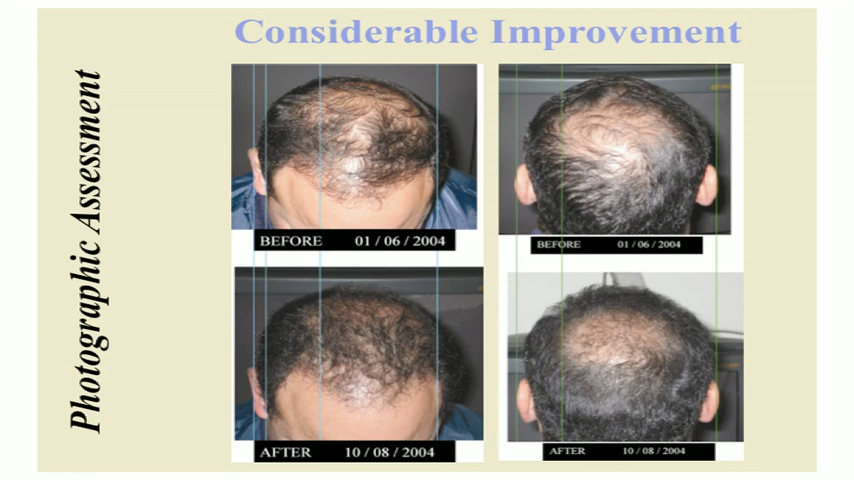 Considerable Improvement
Photographic Assessment
BEFORE 01 / 06 / 2004
BEFORE 01 / 06 / 2004
AFTER 10 / 08 / 2004
AFTER 10 / 08 / 2004